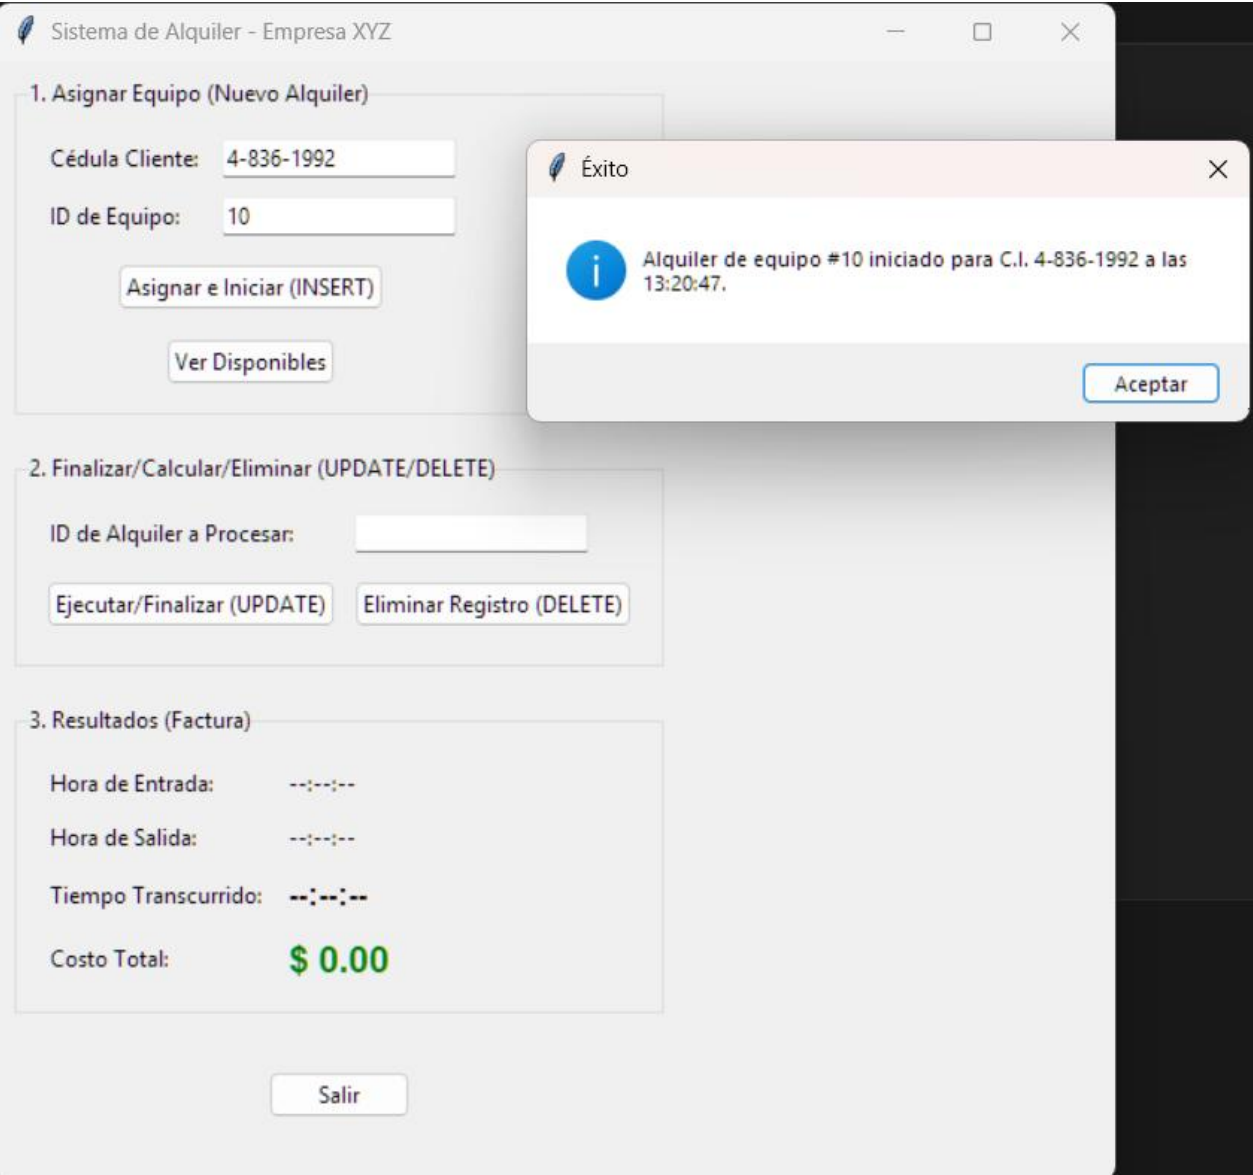 Sistema de Alquiler - Empresa XYZ
1. Asignar Equipo (Nuevo Alquiler)
Cédula Cliente: 4-836-1992
ID de Equipo: 10
Asignar e Iniciar (INSERT)
Ver Disponibles
Éxito
Alquiler de equipo #10 iniciado para C.I. 4-836-1992 a las
13:20:47.
Aceptar
2. Finalizar/Calcular/Eliminar (UPDATE/DELETE)
ID de Alquiler a Procesar:
Ejecutar/Finalizar (UPDATE) Eliminar Registro (DELETE)
3. Resultados (Factura)
Hora de Entrada: --:--:--
Hora de Salida: --:--:--
Tiempo Transcurrido: --:--:--
Costo Total: $ 0.00
Salir